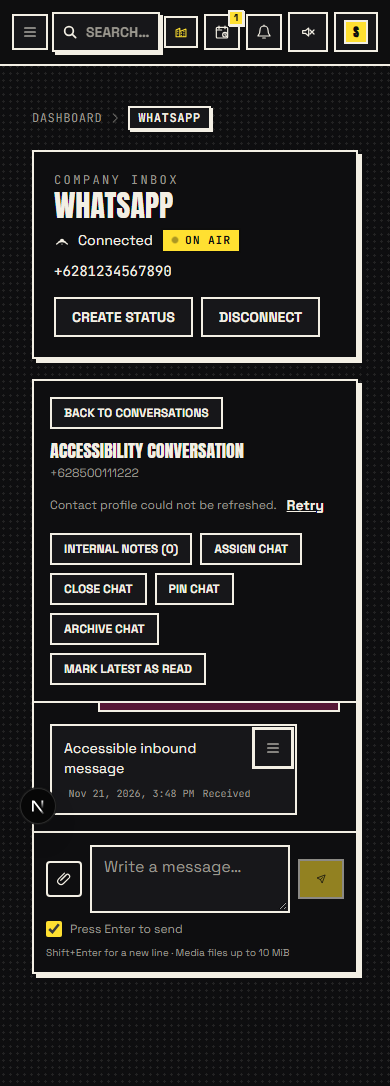 SEARCH...
1
S
DASHBOARD > WHATSAPP
COMPANY INBOX
WHATSAPP
Connected ON AIR
+6281234567890
CREATE STATUS DISCONNECT
BACK TO CONVERSATIONS
ACCESSIBILITY CONVERSATION
+628500111222
Contact profile could not be refreshed. Retry
INTERNAL NOTES (0) ASSIGN CHAT
CLOSE CHAT PIN CHAT
ARCHIVE CHAT
MARK LATEST AS READ
Accessible inbound
message
Nov 21, 2026, 3:48 PM Received
N
Write a message...
Press Enter to send
Shift+Enter for a new line · Media files up to 10 MiB